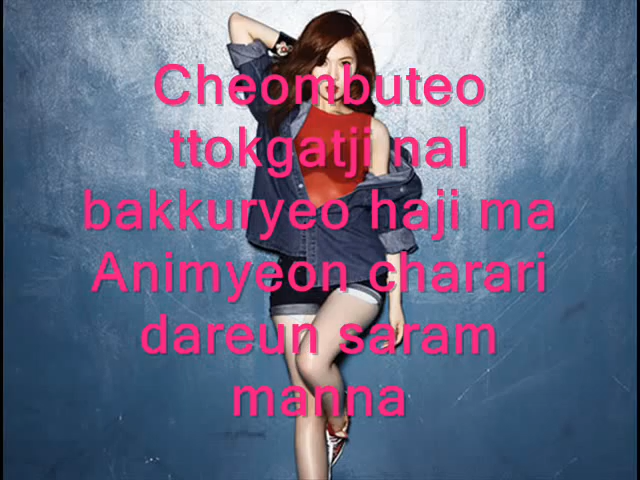 Cheombuteo
ttokgatji nal
bakkuryeo haji ma
Animyeon charari
dareun saram
manna